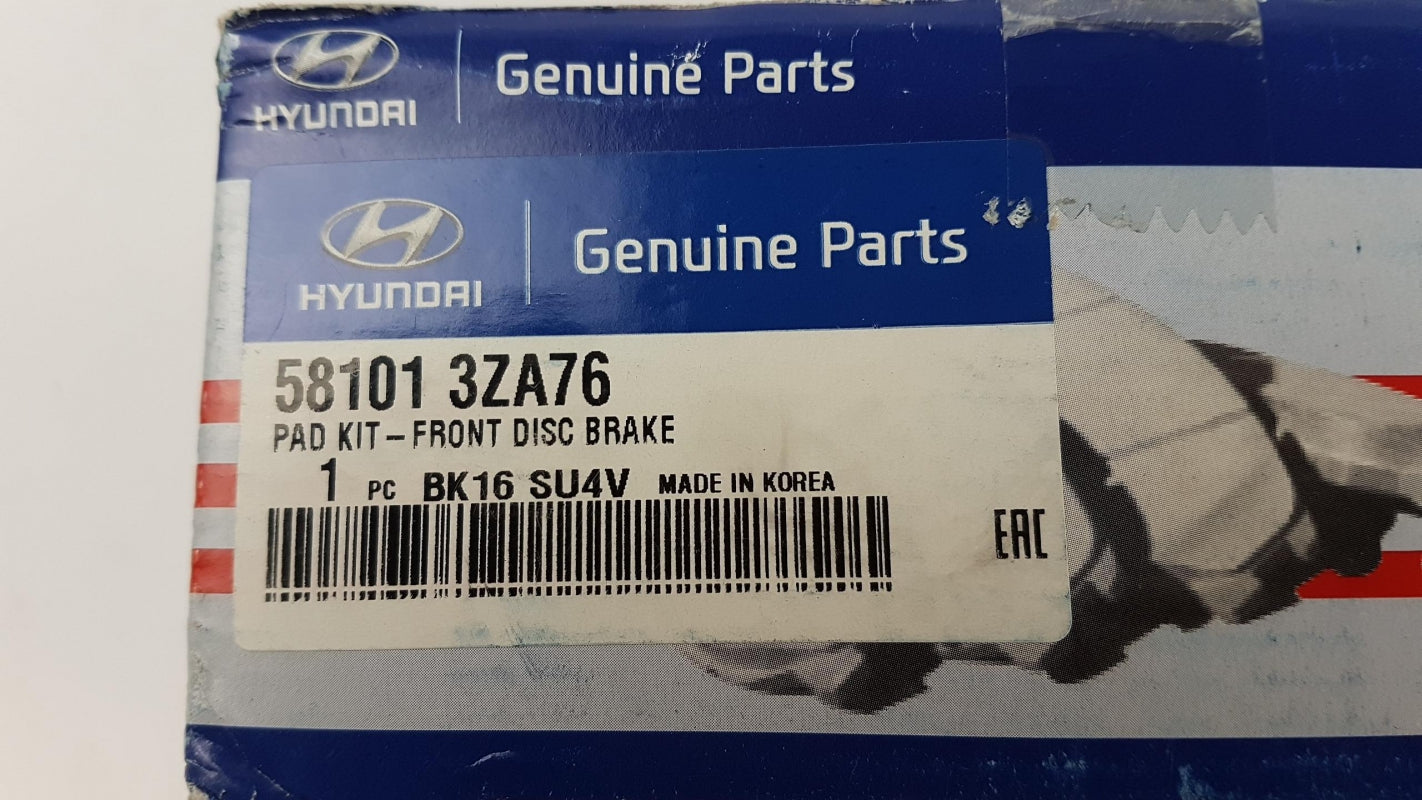 HYUNDAI
Genuine Parts
HYUNDAI
Genuine Parts
58101 3ZA76
PAD KIT-FRONT DISC BRAKE
1 PC BK16 SU4V MADE IN KOREA
EAC